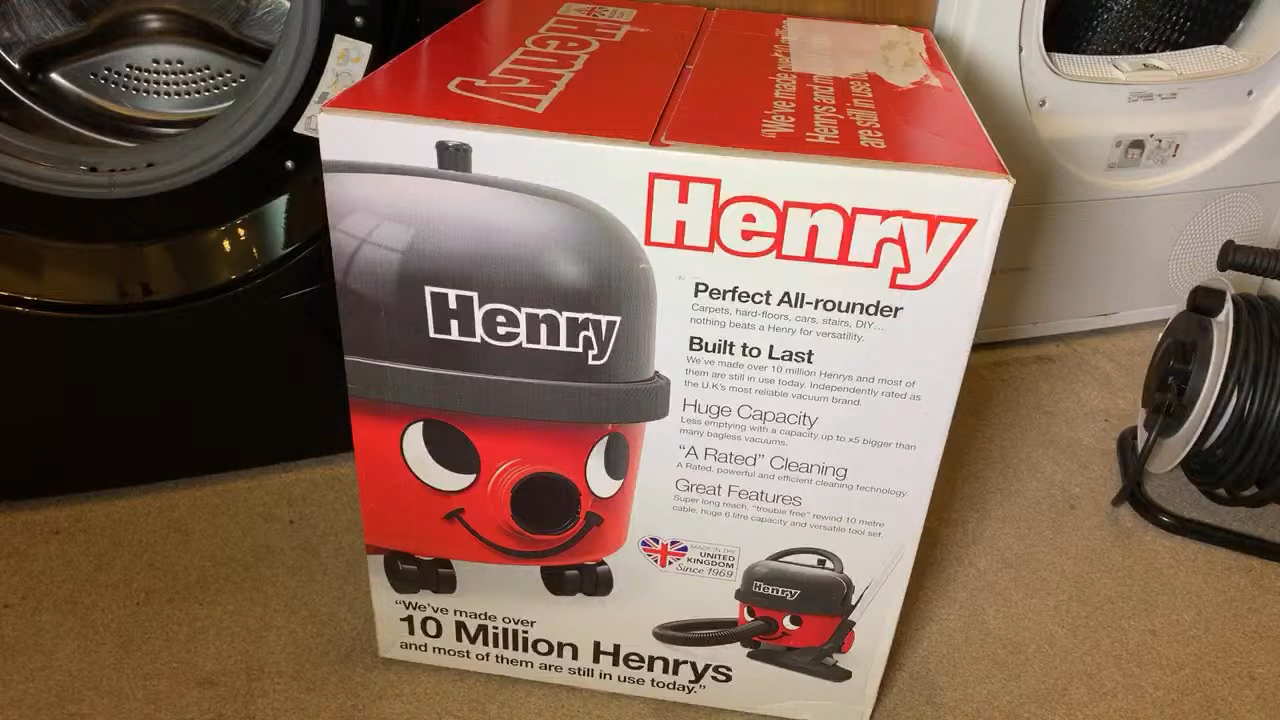 Henry
"We've made over 10 million
Henrys and m
are still in use to
Henry
Henry
Perfect All-rounder
Carpets, hard-floors, cars, stairs, DIY...
nothing beats a Henry for versatility.
Built to Last
We've made over 10 million Henrys and most of
them are still in use today. Independently rated as
the U.K's most reliable vacuum brand.
Huge Capacity
Less emptying with a capacity up to x5 bigger than
many bagless vacuums.
"A Rated" Cleaning
A Rated, powerful and efficient cleaning technology.
Great Features
Super long reach, "trouble free" rewind 10 metre
cable, huge 6 litre capacity and versatile tool set.
MADE IN THE
UNITED
KINGDOM
Since 1969
Henry
"We've made over
10 Million Henrys
and most of them are still in use today."